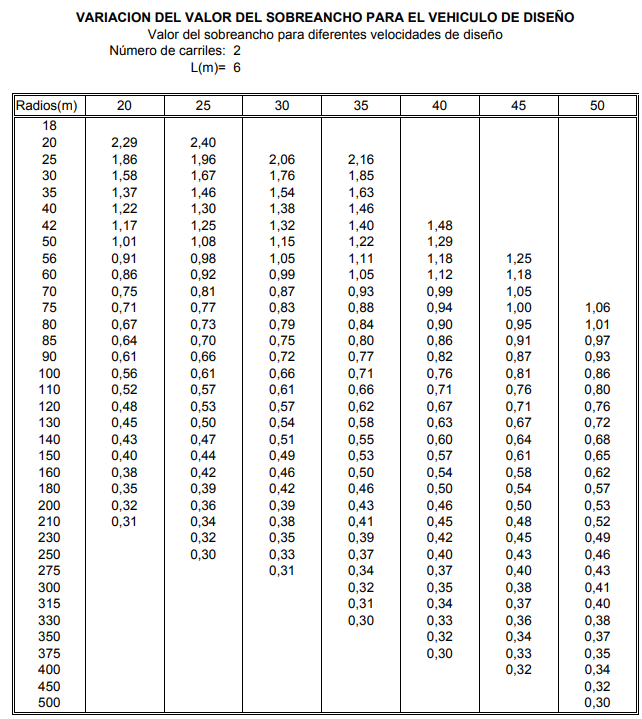 VARIACION DEL VALOR DEL SOBREANCHO PARA EL VEHICULO DE DISEÑO
Valor del sobreancho para diferentes velocidades de diseño
Número de carriles: 2
L(m)= 6
Radios(m) 20 25 30 35 40 45 50
18
20 2,29 2,40
25 1,86 1,96 2,06 2,16
30 1,58 1,67 1,76 1,85
35 1,37 1,46 1,54 1,63
40 1,22 1,30 1,38 1,46
42 1,17 1,25 1,32 1,40 1,48
50 1,01 1,08 1,15 1,22 1,29
56 0,91 0,98 1,05 1,11 1,18 1,25
60 0,86 0,92 0,99 1,05 1,12 1,18
70 0,75 0,81 0,87 0,93 0,99 1,05
75 0,71 0,77 0,83 0,88 0,94 1,00 1,06
80 0,67 0,73 0,79 0,84 0,90 0,95 1,01
85 0,64 0,70 0,75 0,80 0,86 0,91 0,97
90 0,61 0,66 0,72 0,77 0,82 0,87 0,93
100 0,56 0,61 0,66 0,71 0,76 0,81 0,86
110 0,52 0,57 0,61 0,66 0,71 0,76 0,80
120 0,48 0,53 0,57 0,62 0,67 0,71 0,76
130 0,45 0,50 0,54 0,58 0,63 0,67 0,72
140 0,43 0,47 0,51 0,55 0,60 0,64 0,68
150 0,40 0,44 0,49 0,53 0,57 0,61 0,65
160 0,38 0,42 0,46 0,50 0,54 0,58 0,62
180 0,35 0,39 0,42 0,46 0,50 0,54 0,57
200 0,32 0,36 0,39 0,43 0,46 0,50 0,53
210 0,31 0,34 0,38 0,41 0,45 0,48 0,52
230 0,32 0,35 0,39 0,42 0,45 0,49
250 0,30 0,33 0,37 0,40 0,43 0,46
275 0,31 0,34 0,37 0,40 0,43
300 0,32 0,35 0,38 0,41
315 0,31 0,34 0,37 0,40
330 0,30 0,33 0,36 0,38
350 0,32 0,34 0,37
375 0,30 0,33 0,35
400 0,32 0,34
450 0,32
500 0,30